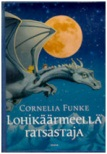 CORNELIA FUNKE
LOHIKÄÄRMEELLÄ
RATSASTAJA